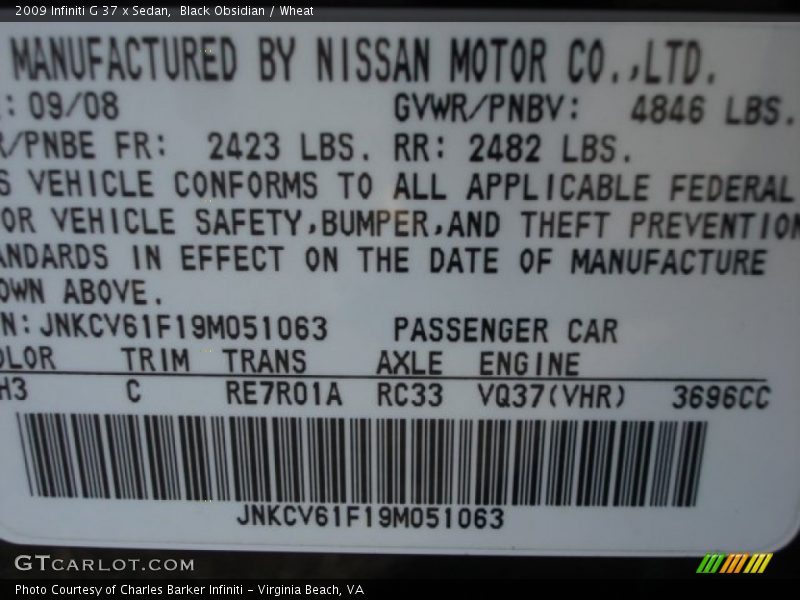 2009 Infiniti G 37 x Sedan,  Black Obsidian / Wheat
MANUFACTURED BY NISSAN MOTOR CO.,LTD.
: 09/08 GVWR/PNBV: 4846 LBS.
R/PNBE FR: 2423 LBS. RR: 2482 LBS.
S VEHICLE CONFORMS TO ALL APPLICABLE FEDERAL
OR VEHICLE SAFETY,BUMPER,AND THEFT PREVENTION
ANDARDS IN EFFECT ON THE DATE OF MANUFACTURE
OWN ABOVE.
N: JNKCV61F19M051063 PASSENGER CAR
OLOR TRIM TRANS AXLE ENGINE
H3 C RE7R01A RC33 VQ37(VHR) 3696CC
JNKCV61F19M051063
GTCARLOT.COM
Photo Courtesy of Charles Barker Infiniti - Virginia Beach, VA